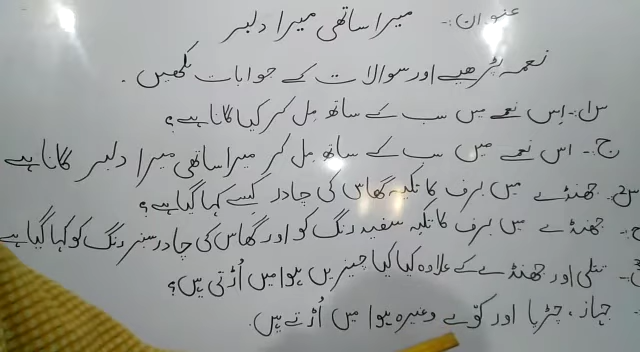 عنوان:- میرا ساتھی میرا دلبر
نغمہ پڑھیے اور سوالات کے جوابات لکھیں۔
س1:- اس نغمے میں سب کے ساتھ مل کر کیا گانا ہے؟
ج:- اس نغمے میں سب کے ساتھ مل کر میرا ساتھی میرا دلبر گانا ہے
س2:- جھنڈے میں برف کا تکیہ گھاس کی چادر کسے کہا گیا ہے؟
ج:- جھنڈے میں برف کا تکیہ سفید رنگ کو اور گھاس کی چادر سبز رنگ کو کہا گیا ہے
تتلی اور جھنڈے کے علاوہ کیا کیا چیزیں ہوا میں اُڑتی ہیں؟
جہاز، چڑیا اور کوّے وغیرہ ہوا میں اُڑتے ہیں۔